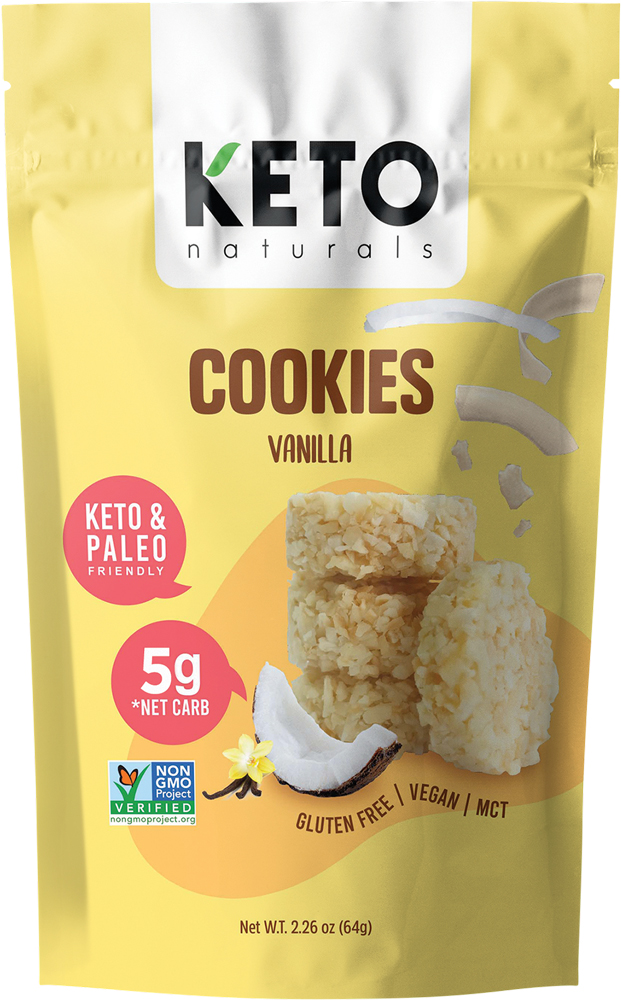 KETO
naturals
COOKIES
VANILLA
KETO &
PALEO
FRIENDLY
5g
*NET CARB
NON
GMO
Project
VERIFIED
nongmoproject.org
GLUTEN FREE | VEGAN | MCT
Net W.T. 2.26 oz (64g)